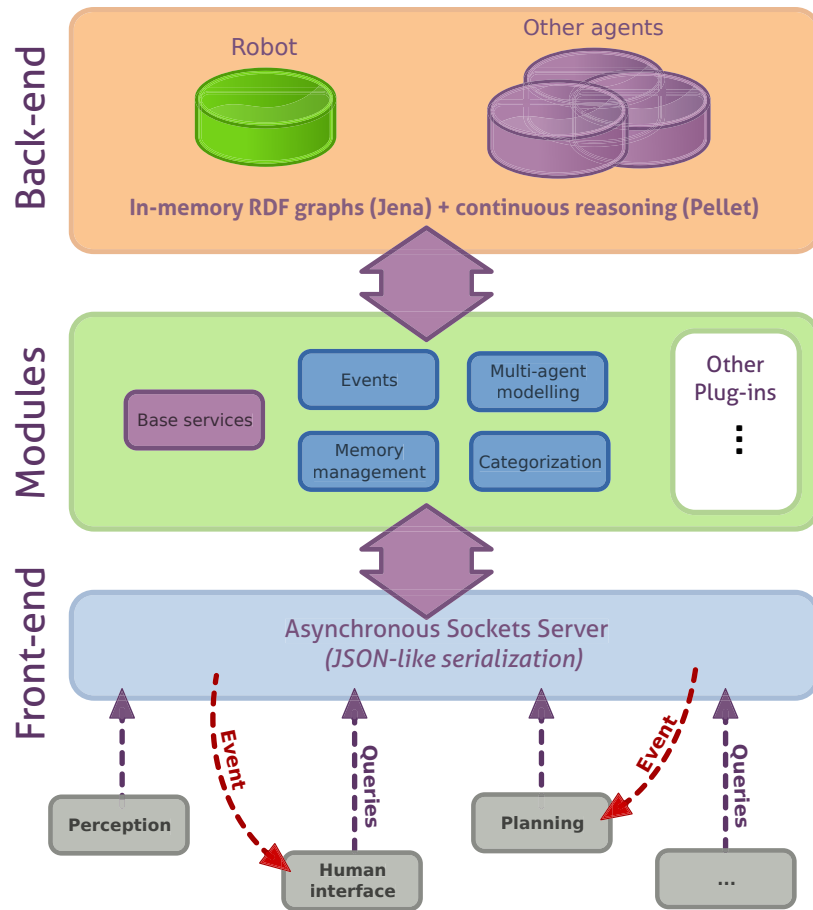 Back-end
Robot
Other agents
In-memory RDF graphs (Jena) + continuous reasoning (Pellet)
Modules
Base services
Events
Multi-agent
modelling
Memory
management
Categorization
Other
Plug-ins
...
Front-end
Asynchronous Sockets Server
(JSON-like serialization)
Event
Queries
Event
Queries
Perception
Human
interface
Planning
...